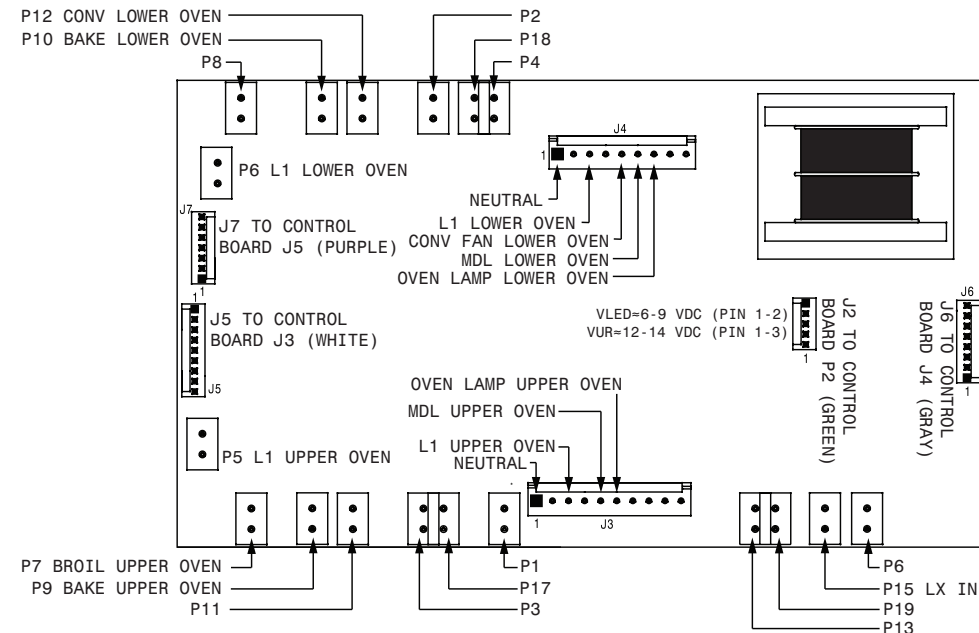 P12 CONV LOWER OVEN
P10 BAKE LOWER OVEN
P8
P2
P18
P4
J4
1
P6 L1 LOWER OVEN
NEUTRAL
L1 LOWER OVEN
CONV FAN LOWER OVEN
MDL LOWER OVEN
OVEN LAMP LOWER OVEN
J7
J7 TO CONTROL
BOARD J5 (PURPLE)
1
1
J5 TO CONTROL
BOARD J3 (WHITE)
J5
VLED≈6-9 VDC (PIN 1-2)
VUR≈12-14 VDC (PIN 1-3)
1
J2 TO CONTROL
BOARD P2 (GREEN)
J6
J6 TO CONTROL
BOARD J4 (GRAY)
1
OVEN LAMP UPPER OVEN
MDL UPPER OVEN
L1 UPPER OVEN
NEUTRAL
P5 L1 UPPER OVEN
1
J3
P7 BROIL UPPER OVEN
P9 BAKE UPPER OVEN
P11
P1
P17
P3
P6
P15 LX IN
P19
P13